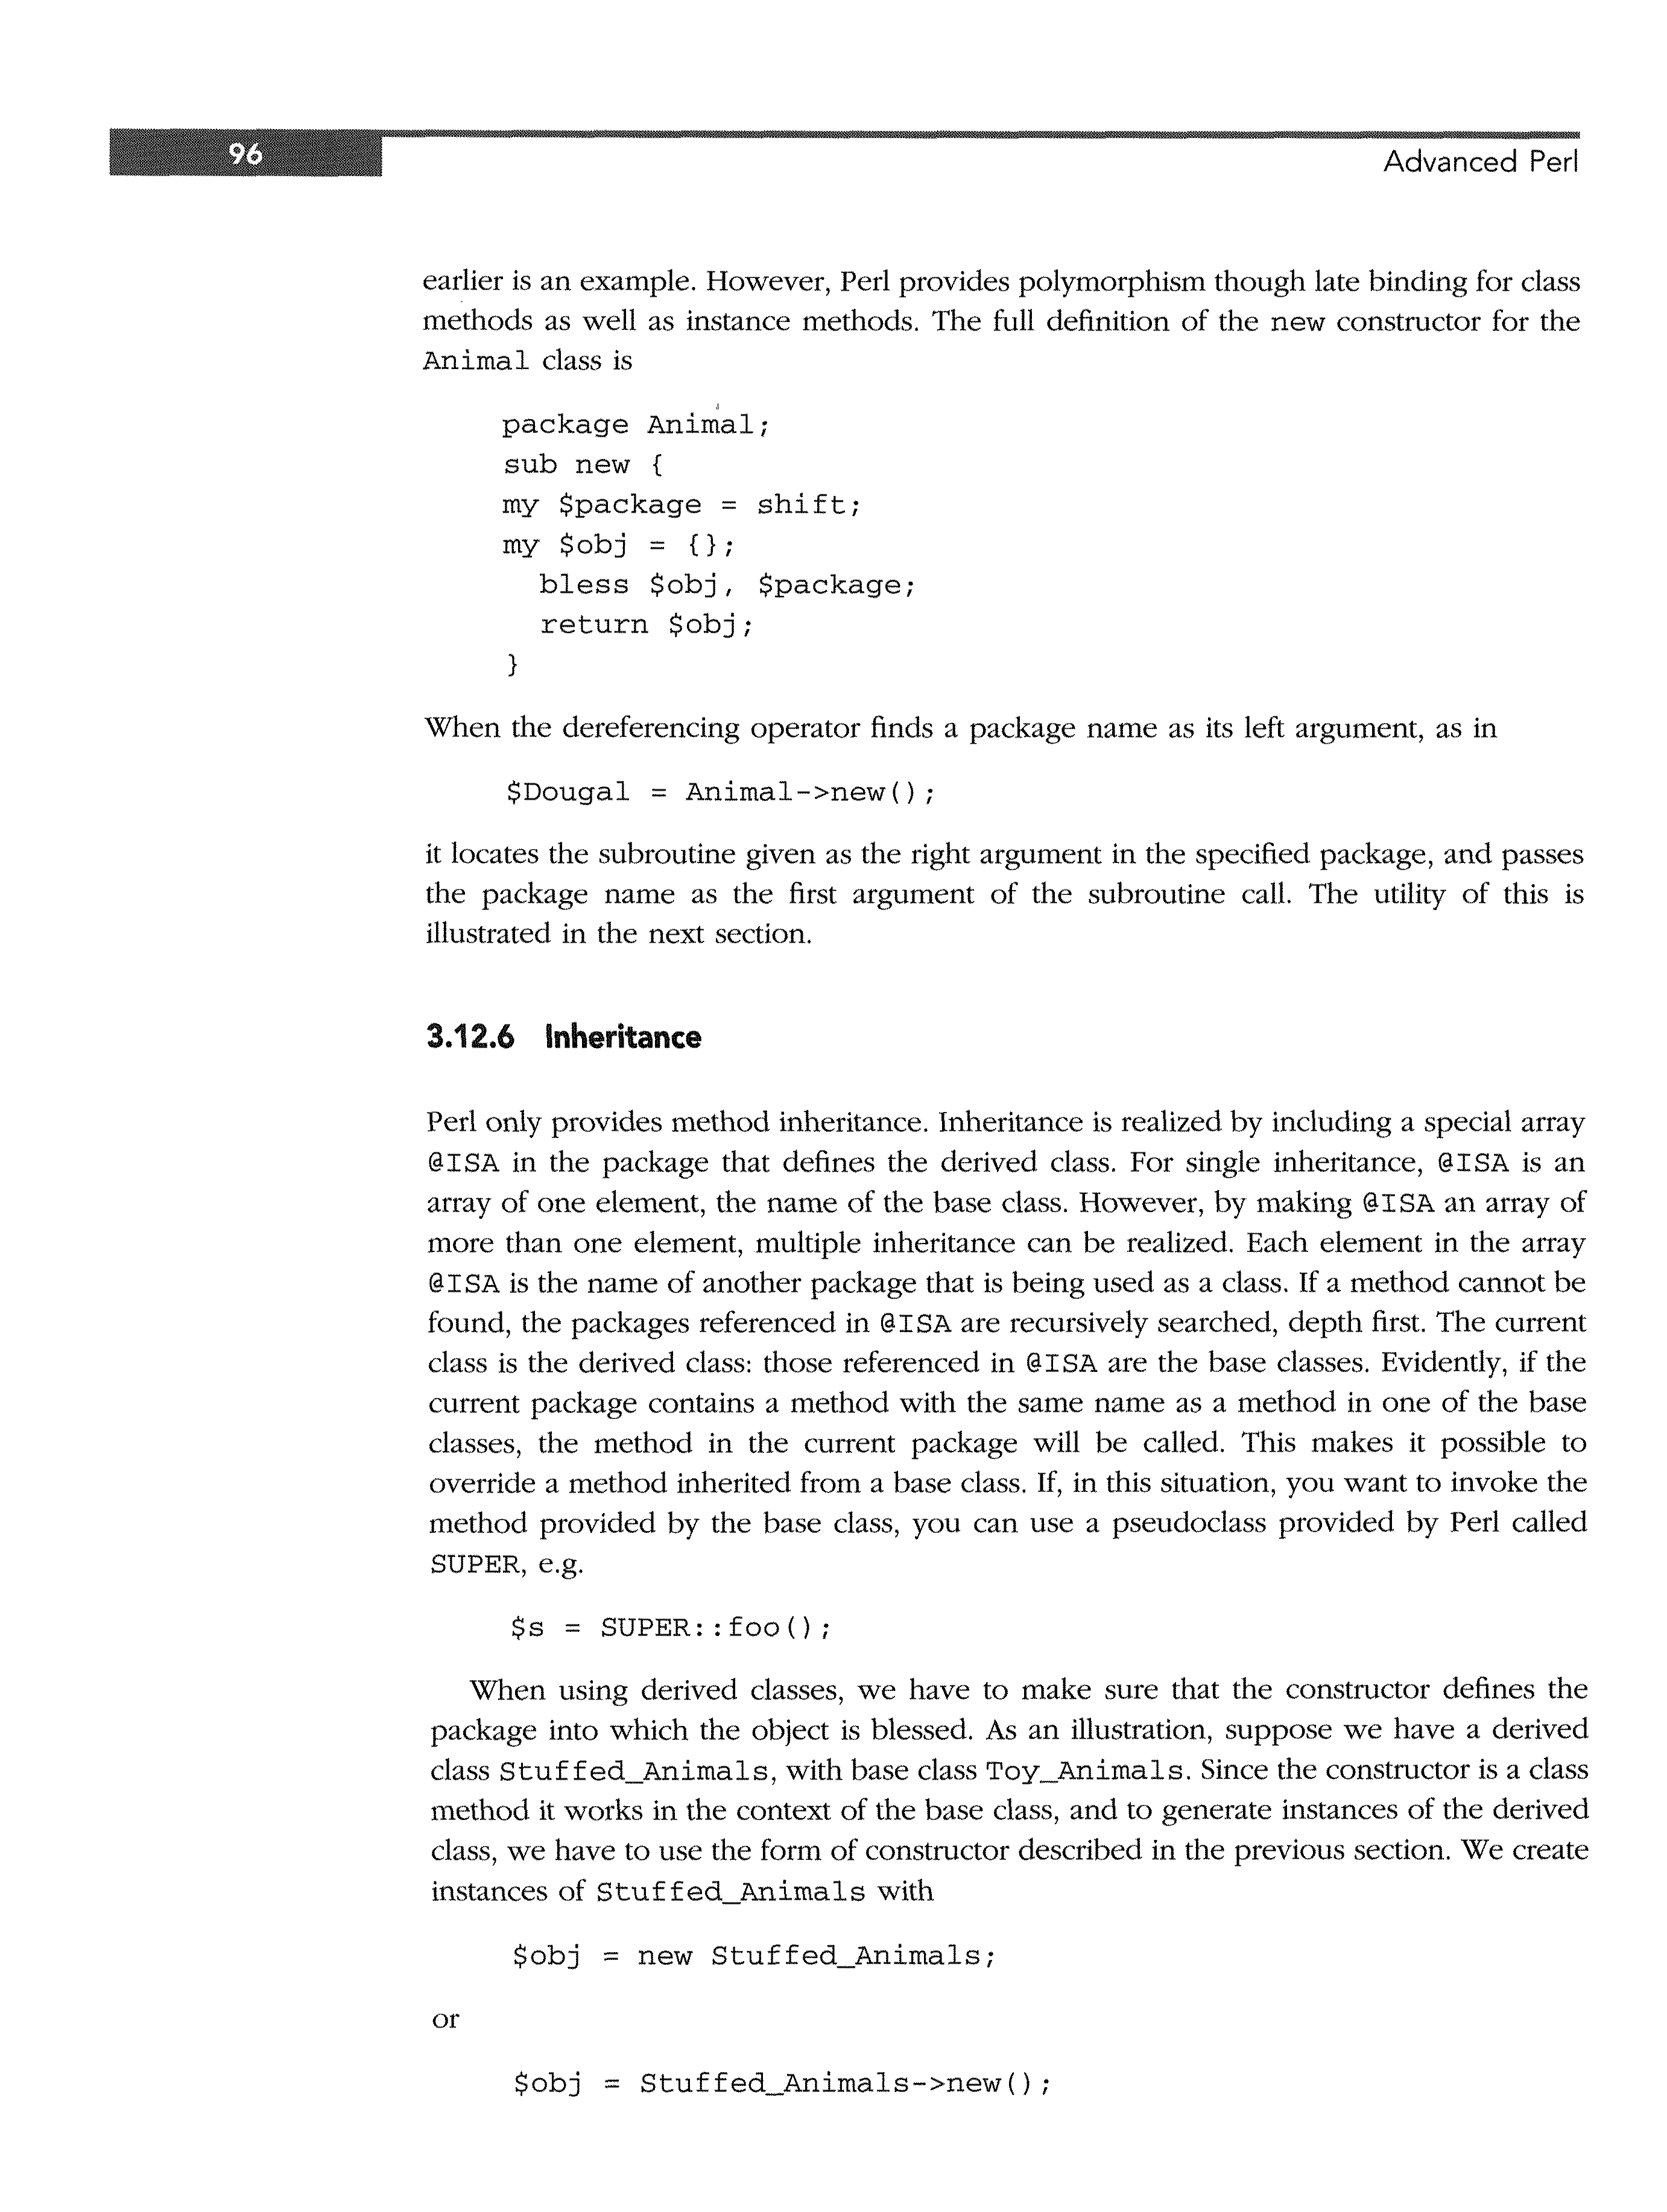 96
Advanced Perl
earlier is an example. However, Perl provides polymorphism though late binding for class
methods as well as instance methods. The full definition of the new constructor for the
Animal class is
package Animal;
sub new {
my $package = shift;
my $obj = {};
bless $obj, $package;
return $obj;
}
When the dereferencing operator finds a package name as its left argument, as in
$Dougal = Animal->new();
it locates the subroutine given as the right argument in the specified package, and passes
the package name as the first argument of the subroutine call. The utility of this is
illustrated in the next section.
3.12.6 Inheritance
Perl only provides method inheritance. Inheritance is realized by including a special array
@ISA in the package that defines the derived class. For single inheritance, @ISA is an
array of one element, the name of the base class. However, by making @ISA an array of
more than one element, multiple inheritance can be realized. Each element in the array
@ISA is the name of another package that is being used as a class. If a method cannot be
found, the packages referenced in @ISA are recursively searched, depth first. The current
class is the derived class: those referenced in @ISA are the base classes. Evidently, if the
current package contains a method with the same name as a method in one of the base
classes, the method in the current package will be called. This makes it possible to
override a method inherited from a base class. If, in this situation, you want to invoke the
method provided by the base class, you can use a pseudoclass provided by Perl called
SUPER, e.g.
$s = SUPER::foo();
When using derived classes, we have to make sure that the constructor defines the
package into which the object is blessed. As an illustration, suppose we have a derived
class Stuffed_Animals, with base class Toy_Animals. Since the constructor is a class
method it works in the context of the base class, and to generate instances of the derived
class, we have to use the form of constructor described in the previous section. We create
instances of Stuffed_Animals with
$obj = new Stuffed_Animals;
or
$obj = Stuffed_Animals->new();